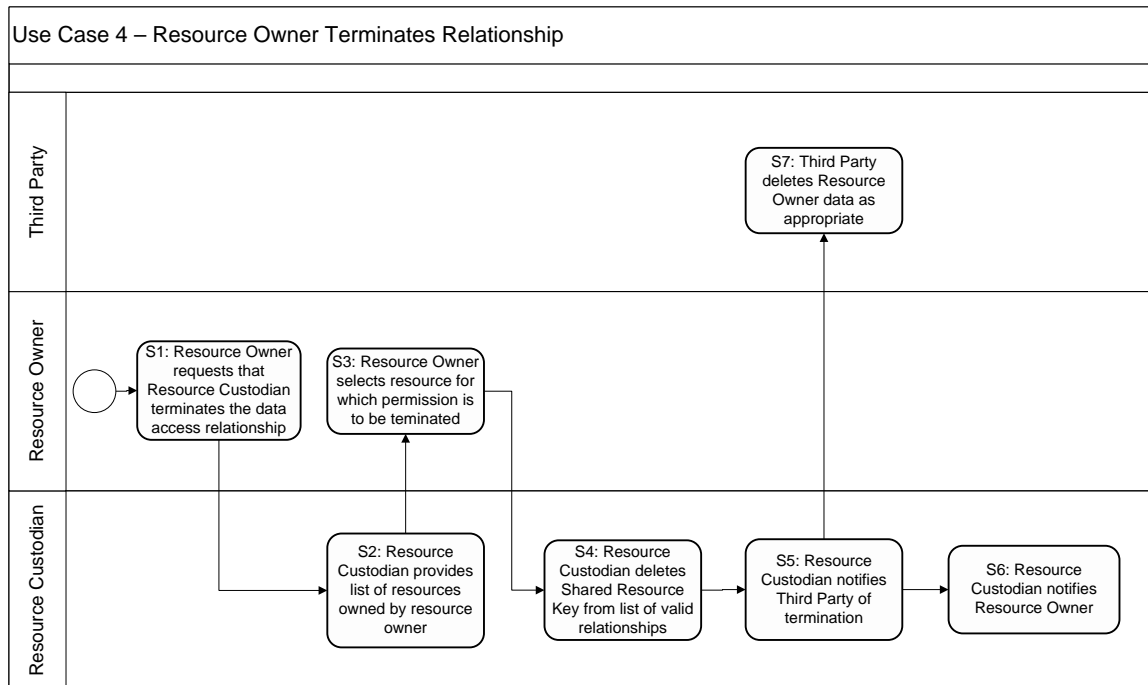 Use Case 4 – Resource Owner Terminates Relationship
Third Party
S7: Third Party
deletes Resource
Owner data as
appropriate
Resource Owner
S1: Resource Owner
requests that
Resource Custodian
terminates the data
access relationship
S3: Resource Owner
selects resource for
which permission is
to be teminated
Resource Custodian
S2: Resource
Custodian provides
list of resources
owned by resource
owner
S4: Resource
Custodian deletes
Shared Resource
Key from list of valid
relationships
S5: Resource
Custodian notifies
Third Party of
termination
S6: Resource
Custodian notifies
Resource Owner